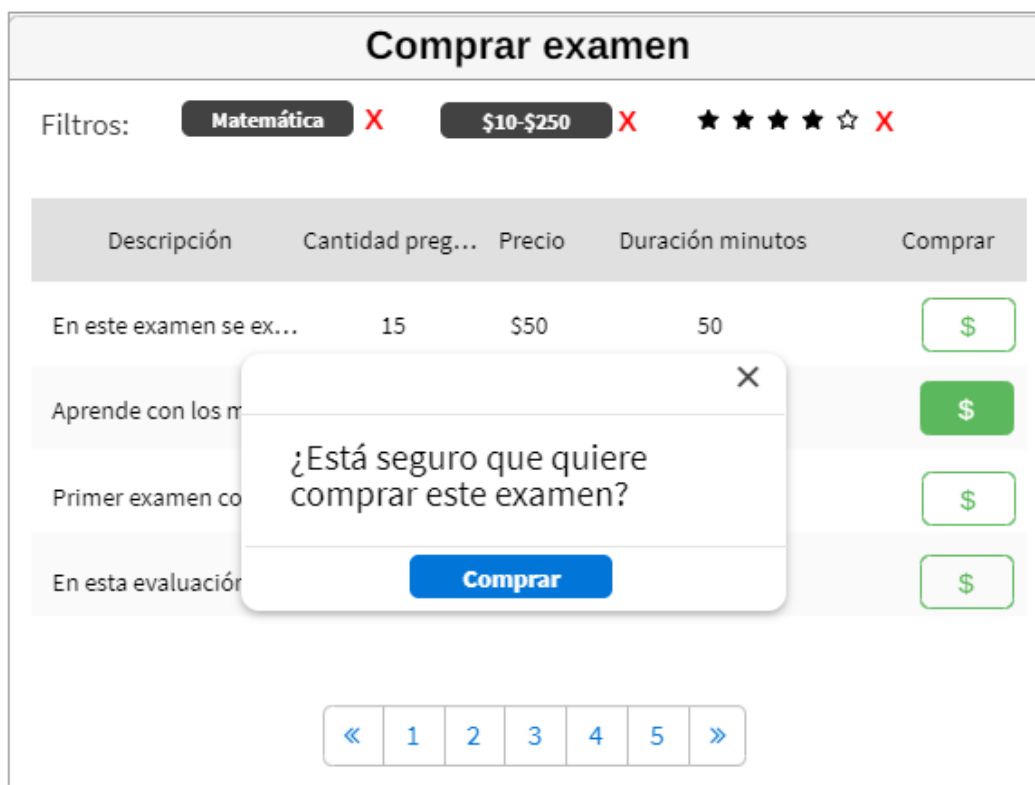 Comprar examen
Filtros: Matemática X $10-$250 X X
Descripción Cantidad preg... Precio Duración minutos Comprar
En este examen se ex... 15 $50 50 $
Aprende con los $
Primer examen $
En esta $
¿Está seguro que quiere
comprar este examen?
Comprar
« 1 2 3 4 5 »